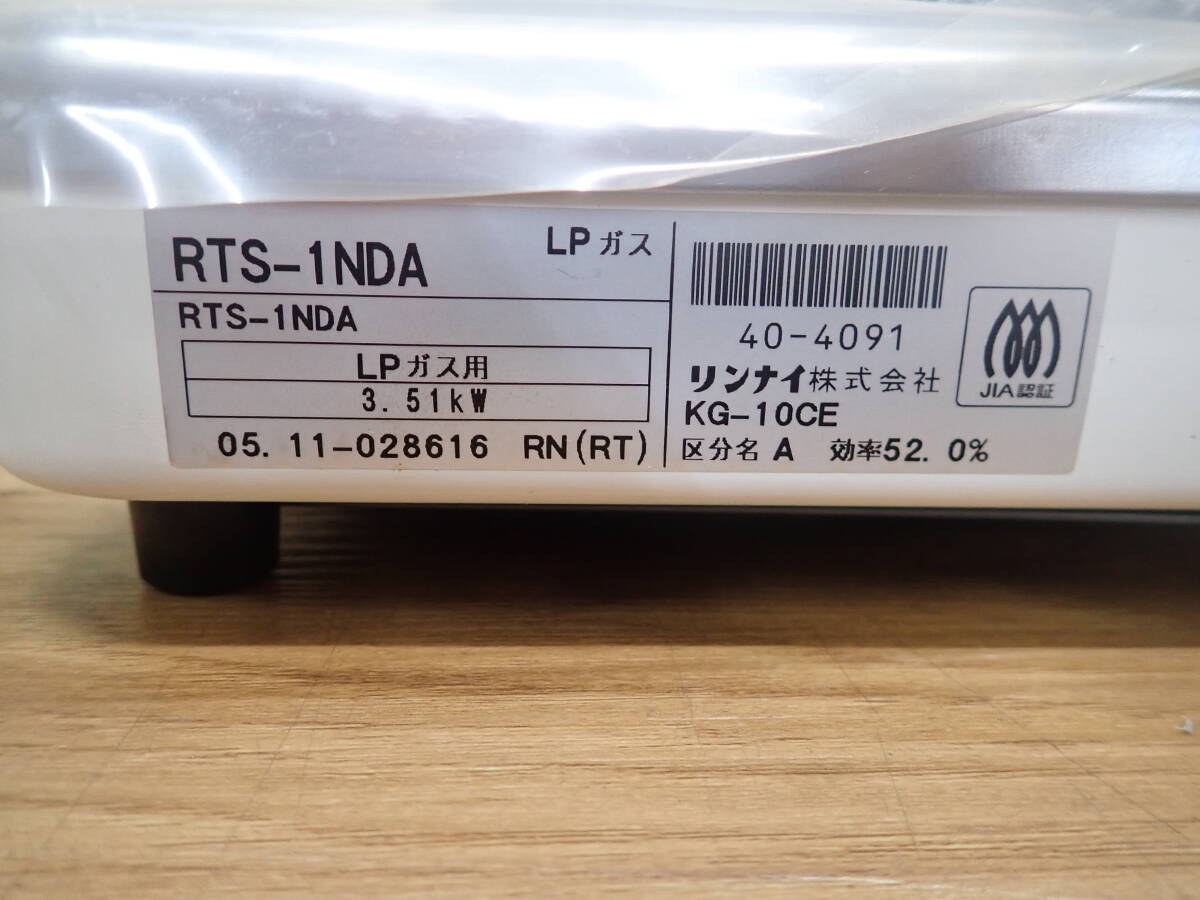 RTS-1NDA LPガス
RTS-1NDA
LPガス用
3.51kW
05.11-028616 RN(RT)
40-4091
リンナイ株式会社
KG-10CE
区分名 A 効率52.0%
JIA認証